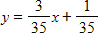 y = 3/35 x + 1/35